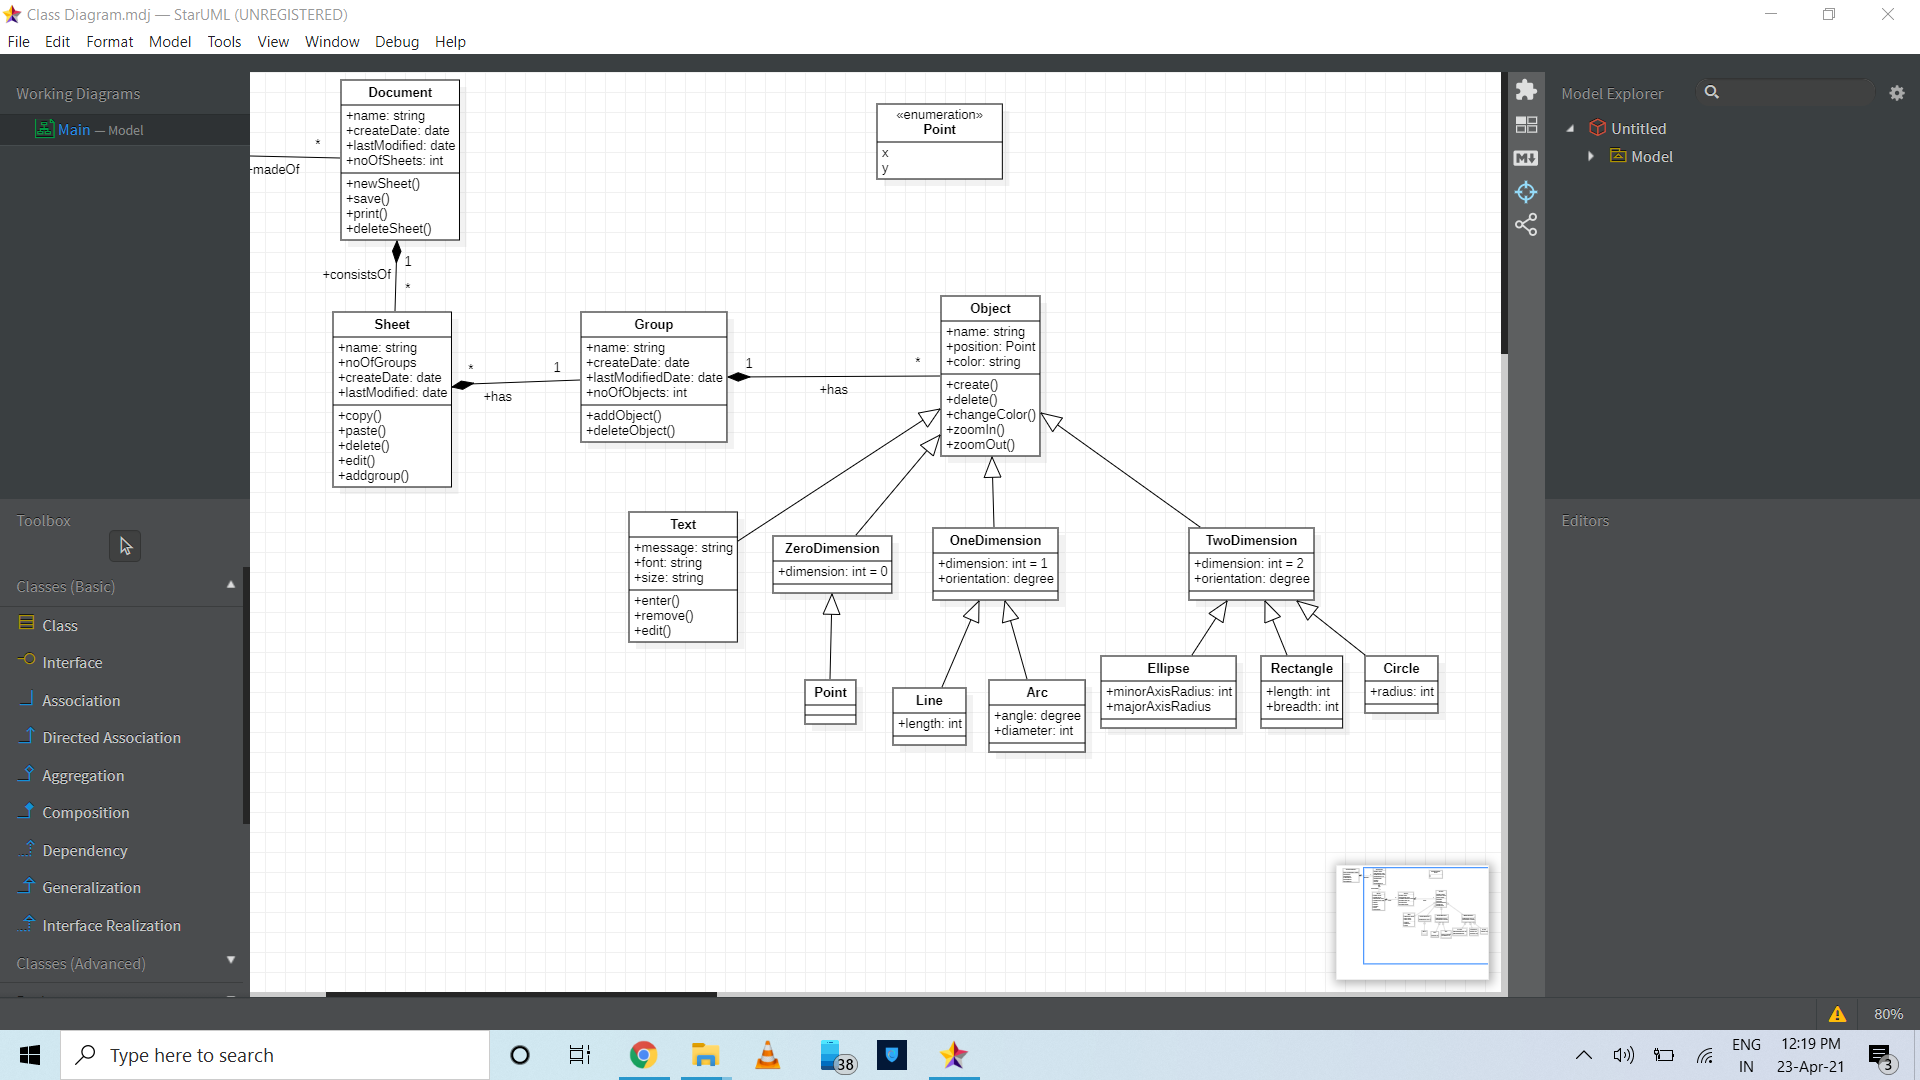 Class Diagram.mdj — StarUML (UNREGISTERED)
File Edit Format Model Tools View Window Debug Help
Working Diagrams
Main — Model
Toolbox
Classes (Basic)
Class
Interface
Association
Directed Association
Aggregation
Composition
Dependency
Generalization
Interface Realization
Classes (Advanced)
*
madeOf
Document
+name: string
+createDate: date
+lastModified: date
+noOfSheets: int
+newSheet()
+save()
+print()
+deleteSheet()
1
+consistsOf
*
Sheet
+name: string
+noOfGroups
+createDate: date
+lastModified: date
+copy()
+paste()
+delete()
+edit()
+addgroup()
*
1
+has
Group
+name: string
+createDate: date
+lastModifiedDate: date
+noOfObjects: int
+addObject()
+deleteObject()
1
*
+has
«enumeration»
Point
x
y
Object
+name: string
+position: Point
+color: string
+create()
+delete()
+changeColor()
+zoomIn()
+zoomOut()
Text
+message: string
+font: string
+size: string
+enter()
+remove()
+edit()
ZeroDimension
+dimension: int = 0
OneDimension
+dimension: int = 1
+orientation: degree
TwoDimension
+dimension: int = 2
+orientation: degree
Point
Line
+length: int
Arc
+angle: degree
+diameter: int
Ellipse
+minorAxisRadius: int
+majorAxisRadius
Rectangle
+length: int
+breadth: int
Circle
+radius: int
Model Explorer
Untitled
Model
Editors
80%
Type here to search
38
ENG
IN
12:19 PM
23-Apr-21
3